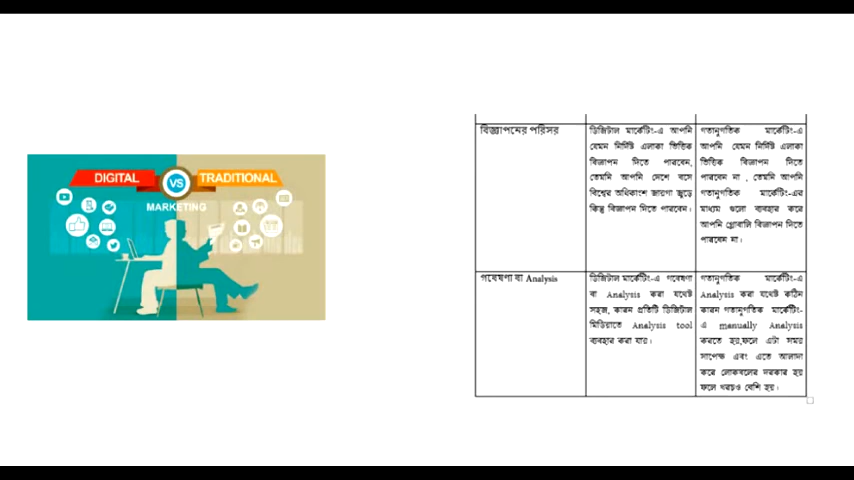 DIGITAL VS TRADITIONAL
MARKETING
বিজ্ঞাপনের পরিসর
ডিজিটাল মার্কেটিং-এ আপনি
যেমন নির্দিষ্ট এলাকা ভিত্তিক
বিজ্ঞাপন দিতে পারবেন,
তেমনি আপনি দেশে বসে
বিশ্বের অধিকাংশ জায়গা জুড়ে
কিন্তু বিজ্ঞাপন দিতে পারবেন।
গতানুগতিক মার্কেটিং-এ
আপনি যেমন নির্দিষ্ট এলাকা
ভিত্তিক বিজ্ঞাপন দিতে
পারবেন না , তেমনি আপনি
গতানুগতিক মার্কেটিং-এর
মাধ্যম গুলো ব্যবহার করে
আপনি গ্লোবালি বিজ্ঞাপন দিতে
পারবেন না।
গবেষণা বা Analysis
ডিজিটাল মার্কেটিং-এ গবেষণা
বা Analysis করা যথেষ্ট
সহজ, কারন প্রতিটি ডিজিটাল
মিডিয়াতে Analysis tool
ব্যবহার করা যায়।
গতানুগতিক মার্কেটিং-এ
Analysis করা যথেষ্ট কঠিন
কারন গতানুগতিক মার্কেটিং-
এ manually Analysis
করতে হয়,ফলে এটা সময়
সাপেক্ষ এবং এতে আলাদা
করে লোকবলের দরকার হয়
ফলে খরচও বেশি হয়।